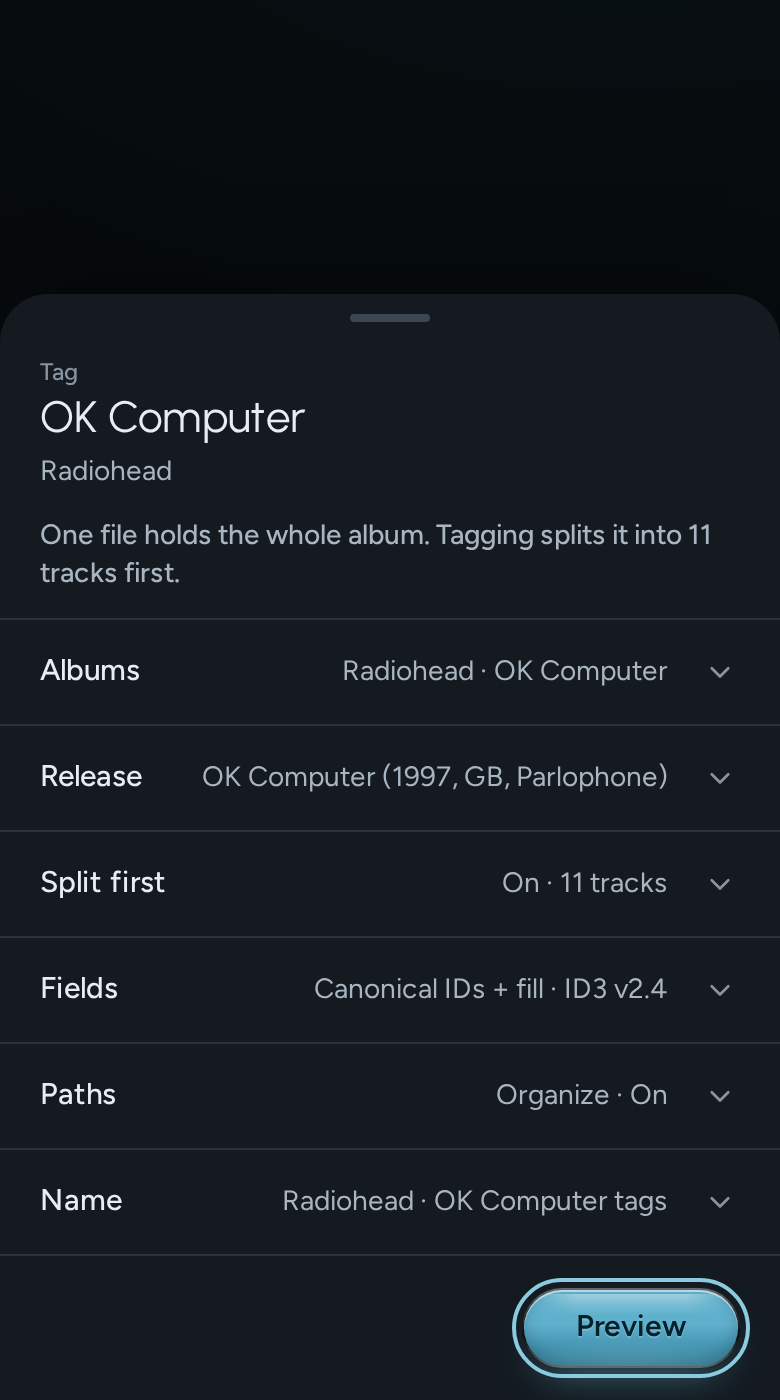 Tag
OK Computer
Radiohead
One file holds the whole album. Tagging splits it into 11
tracks first.
Albums Radiohead · OK Computer
Release OK Computer (1997, GB, Parlophone)
Split first On · 11 tracks
Fields Canonical IDs + fill · ID3 v2.4
Paths Organize · On
Name Radiohead · OK Computer tags
Preview